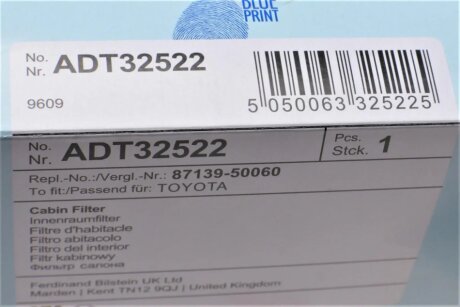 BLUE
PRINT
No.
Nr. ADT32522
9609
5 050063 325225
No.
Nr. ADT32522
Pcs.
Stck. 1
Repl.-No.:/Vergl.-Nr.: 87139-50060
To fit:/Passend für: TOYOTA
Cabin Filter
Innenraumfilter
Filtre d'habitacle
Filtro abitacolo
Filtro del interior
Filtr kabinowy
Фильтр салона
Ferdinand Bilstein UK Ltd
Marden | Kent TN12 9QJ | United Kingdom